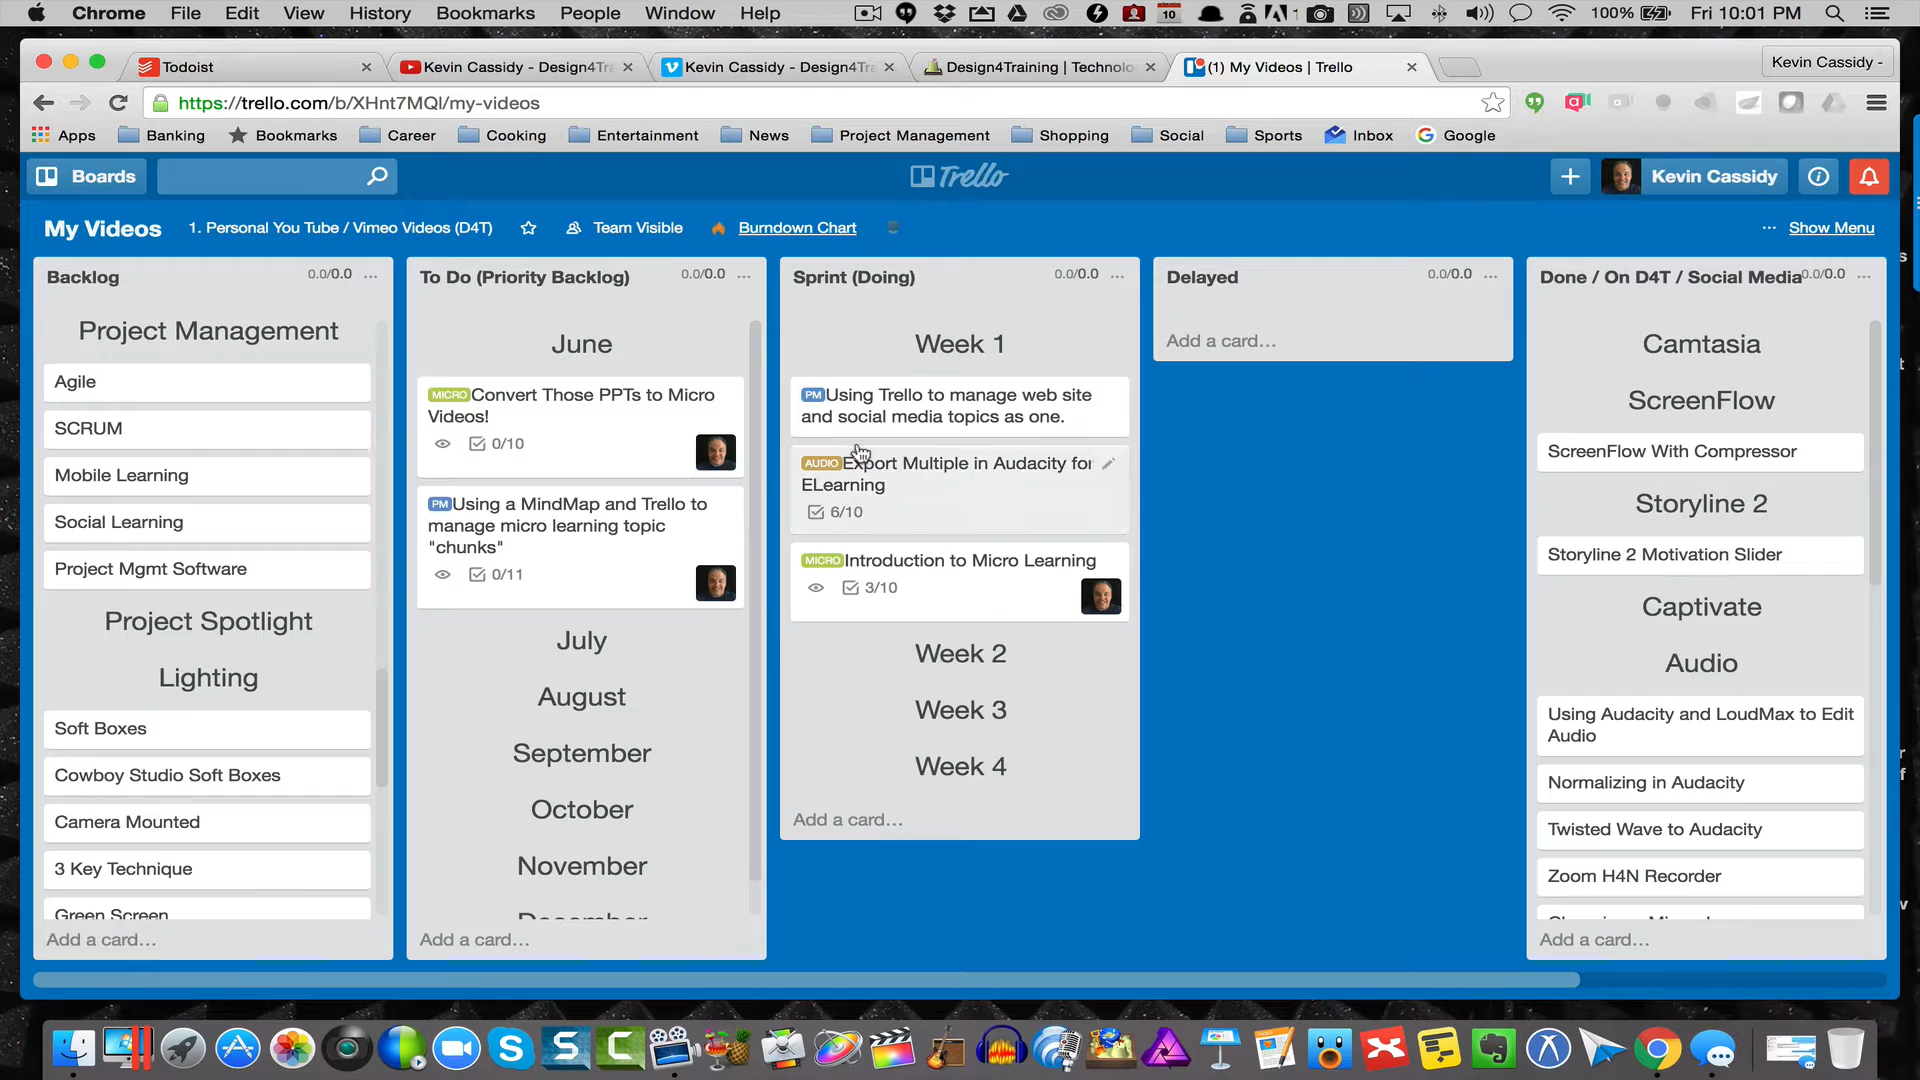 Chrome File Edit View History Bookmarks People Window Help 10 1 100% Fri 10:01 PM
Todoist
Kevin Cassidy - Design4Tra
Kevin Cassidy - Design4Tra
Design4Training | Technolo
(1) My Videos | Trello
Kevin Cassidy -
https://trello.com/b/XHnt7MQl/my-videos
Apps Banking Bookmarks Career Cooking Entertainment News Project Management Shopping Social Sports Inbox Google
Boards
Trello
Kevin Cassidy
My Videos 1. Personal You Tube / Vimeo Videos (D4T) Team Visible Burndown Chart ... Show Menu
Backlog 0.0/0.0 ...
Project Management
Agile
SCRUM
Mobile Learning
Social Learning
Project Mgmt Software
Project Spotlight
Lighting
Soft Boxes
Cowboy Studio Soft Boxes
Camera Mounted
3 Key Technique
Green Screen
Add a card...
To Do (Priority Backlog) 0.0/0.0 ...
June
MICRO Convert Those PPTs to Micro
Videos!
0/10
PM Using a MindMap and Trello to
manage micro learning topic
"chunks"
0/11
July
August
September
October
November
December
Add a card...
Sprint (Doing) 0.0/0.0 ...
Week 1
PM Using Trello to manage web site
and social media topics as one.
AUDIO Export Multiple in Audacity for
ELearning
6/10
MICRO Introduction to Micro Learning
3/10
Week 2
Week 3
Week 4
Add a card...
Delayed 0.0/0.0 ...
Add a card...
Done / On D4T / Social Media 0.0/0.0 ...
Camtasia
ScreenFlow
ScreenFlow With Compressor
Storyline 2
Storyline 2 Motivation Slider
Captivate
Audio
Using Audacity and LoudMax to Edit
Audio
Normalizing in Audacity
Twisted Wave to Audacity
Zoom H4N Recorder
Add a card...